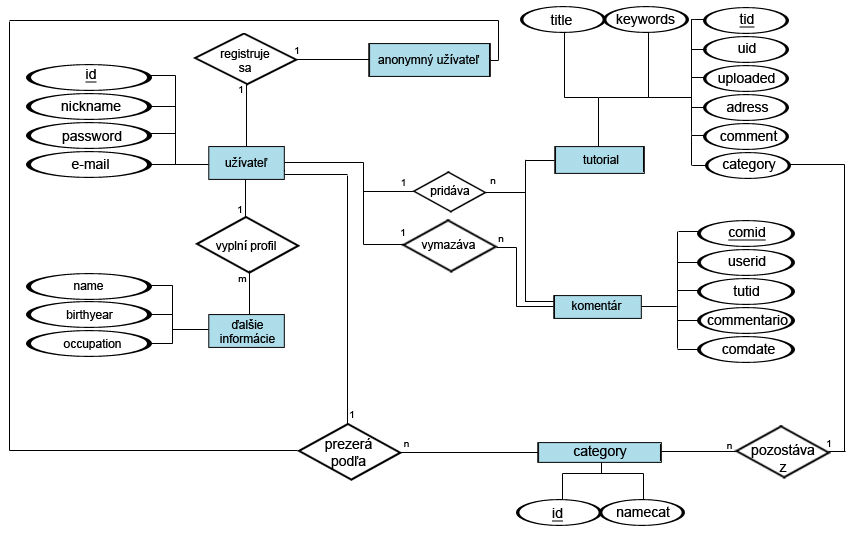 title
keywords
tid
uid
uploaded
adress
comment
category
registruje
sa
1
1
anonymný užívateľ
id
nickname
password
e-mail
užívateľ
tutorial
1
pridáva
n
1
vymazáva
n
1
vyplní profil
m
comid
userid
tutid
commentario
comdate
komentár
name
birthyear
occupation
ďalšie
informácie
1
prezerá
podľa
n
category
n
pozostáva
z
1
id
namecat